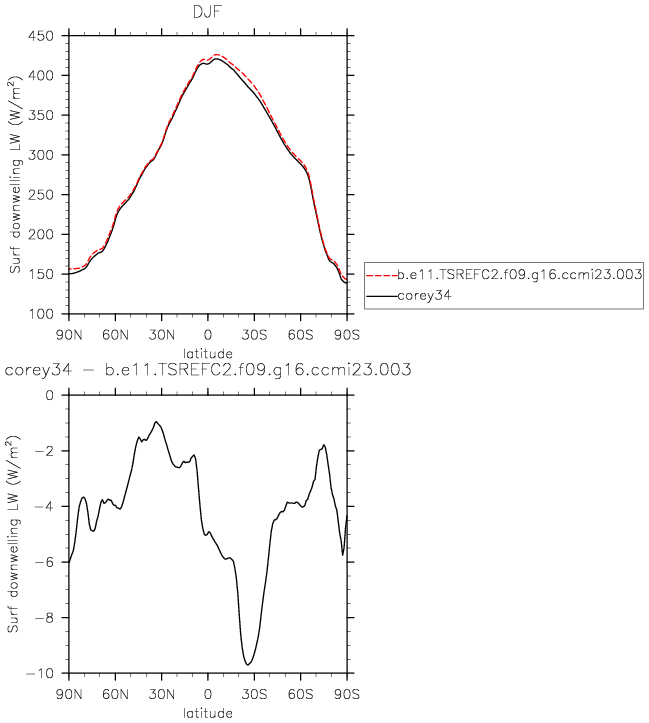 DJF
450
400
350
300
250
200
150
100
Surf downwelling LW (W/m²)
90N 60N 30N 0 30S 60S 90S
latitude
b.e11.TSREFC2.f09.g16.ccmi23.003
corey34
corey34 − b.e11.TSREFC2.f09.g16.ccmi23.003
0
−2
−4
−6
−8
−10
Surf downwelling LW (W/m²)
90N 60N 30N 0 30S 60S 90S
latitude